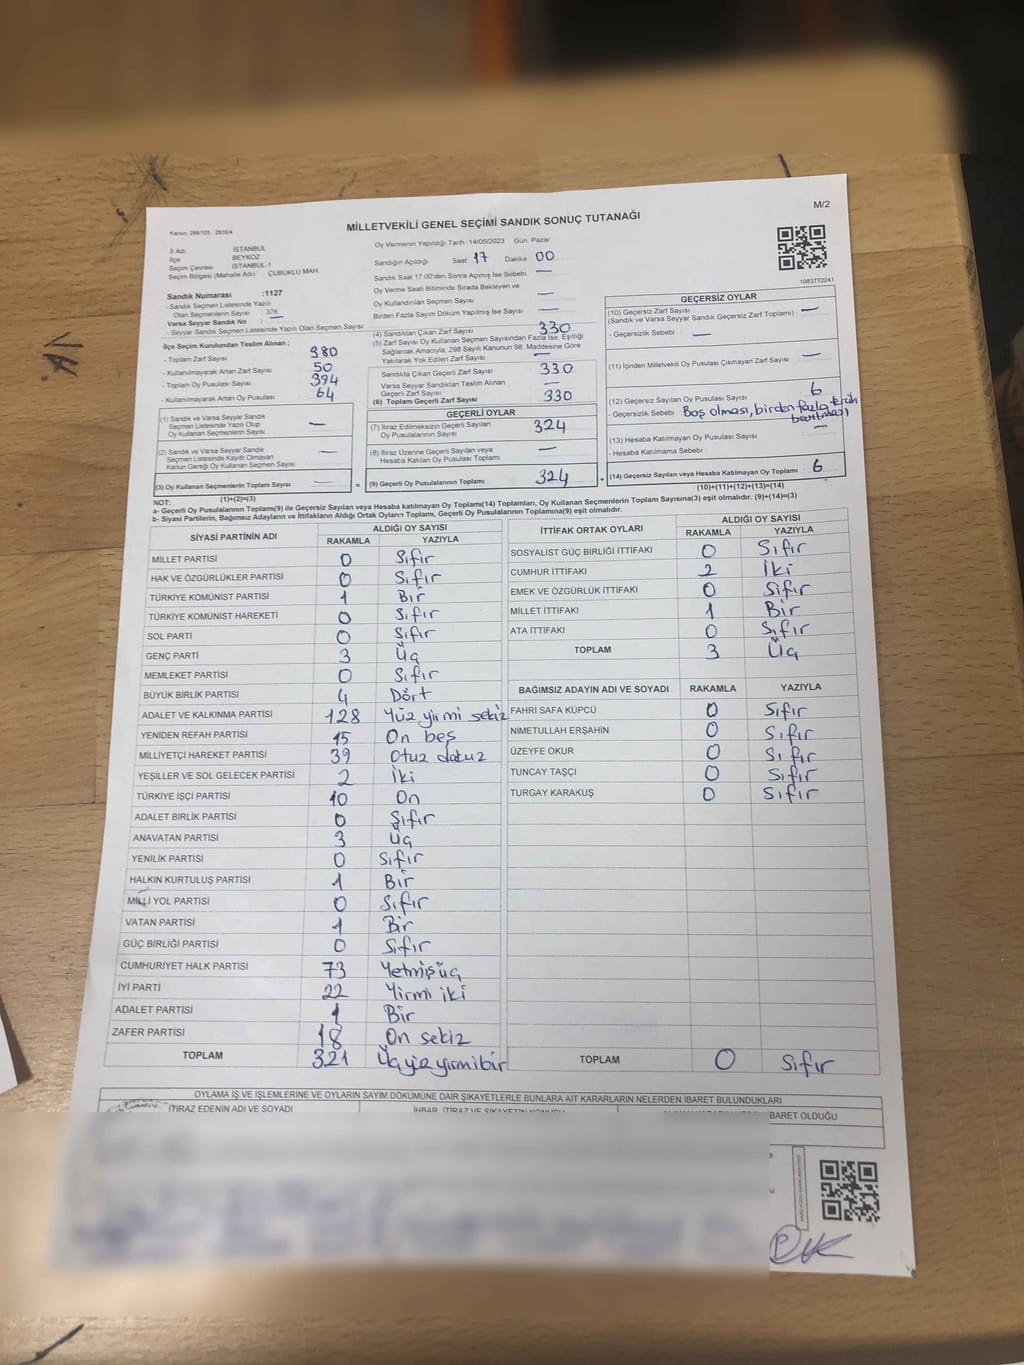 M/2
MİLLETVEKİLİ GENEL SEÇİMİ SANDIK SONUÇ TUTANAĞI
İl Adı : İSTANBUL
İlçe : BEYKOZ
Seçim Çevresi : İSTANBUL-1
Seçim Bölgesi (Mahalle Adı) : ÇUBUKLU MAH.
Sandık Numarası :1127
- Sandık Seçmen Listesinde Yazılı
Olan Seçmenlerin Sayısı : 376
Varsa Seyyar Sandık No : —
- Seyyar Sandık Seçmen Listesinde Yazılı Olan Seçmen Sayısı:
İlçe Seçim Kurulundan Teslim Alınan ;
- Toplam Zarf Sayısı 380
- Kullanılmayarak Artan Zarf Sayısı 50
- Toplam Oy Pusulası Sayısı 394
- Kullanılmayarak Artan Oy Pusulası 64
(1) Sandık ve Varsa Seyyar Sandık
Seçmen Listesinde Yazılı Olup
Oy Kullanan Seçmenlerin Sayısı —
(2) Sandık ve Varsa Seyyar Sandık
Seçmen Listesinde Kayıtlı Olmayan
Kanun Gereği Oy Kullanan Seçmen Sayısı —
(3) Oy Kullanan Seçmenlerin Toplam Sayısı —
(1)+(2)=(3)
Oy Vermenin Yapıldığı Tarih 14/05/2023 Gün Pazar
Sandığın Açıldığı Saat 17 Dakika 00
Sandık Saat 17.00'den Sonra Açılmış İse Sebebi —
Oy Verme Saati Bitiminde Sırada Bekleyen ve
Oy Kullandırılan Seçmen Sayısı —
Birden Fazla Sayım Döküm Yapılmış İse Sayısı —
(4) Sandıktan Çıkan Zarf Sayısı 330
(5) Zarf Sayısı Oy Kullanan Seçmen Sayısından Fazla İse, Eşitliği
Sağlamak Amacıyla, 298 Sayılı Kanunun 98. Maddesine Göre
Yakılarak Yok Edilen Zarf Sayısı —
Sandıkta Çıkan Geçerli Zarf Sayısı 330
Varsa Seyyar Sandıktan Teslim Alınan
Geçerli Zarf Sayısı —
(6) Toplam Geçerli Zarf Sayısı 330
GEÇERLİ OYLAR
(7) İtiraz Edilmeksizin Geçerli Sayılan
Oy Pusulalarının Sayısı 324
(8) İtiraz Üzerine Geçerli Sayılan veya
Hesaba Katılan Oy Pusulası Toplamı —
= (9) Geçerli Oy Pusulalarının Toplamı 324 +
1083772241
GEÇERSİZ OYLAR
(10) Geçersiz Zarf Sayısı
(Sandık ve Varsa Seyyar Sandık Geçersiz Zarf Toplamı) : —
- Geçersizlik Sebebi : —
(11) İçinden Milletvekili Oy Pusulası Çıkmayan Zarf Sayısı —
(12) Geçersiz Sayılan Oy Pusulası Sayısı 6
- Geçersizlik Sebebi Boş olması, birden fazla
(13) Hesaba Katılmayan Oy Pusulası Sayısı —
- Hesaba Katılmama Sebebi :
(14) Geçersiz Sayılan veya Hesaba Katılmayan Oy Toplamı 6
(10)+(11)+(12)+(13)=(14)
NOT:
a- Geçerli Oy Pusulaları(9) ile Geçersiz Sayılan veya Hesaba Katılmayan Oy Toplamı(14) Toplamları, Oy Kullanan Seçmenlerin Toplam Sayısına(3) eşit olmalıdır. (9)+(14)=(3)
b- Siyasi Partilerin, Bağımsız Adayların ve İttifakların Aldığı Ortak Oyların Toplamı, Geçerli Oy Pusulalarının Toplamına(9) eşit olmalıdır.
SİYASİ PARTİNİN ADI ALDIĞI OY SAYISI
RAKAMLA YAZIYLA
MİLLET PARTİSİ 0 Sıfır
HAK VE ÖZGÜRLÜKLER PARTİSİ 0 Sıfır
TÜRKİYE KOMÜNİST PARTİSİ 1 Bir
TÜRKİYE KOMÜNİST HAREKETİ 0 Sıfır
SOL PARTİ 0 Sıfır
GENÇ PARTİ 3 Üç
MEMLEKET PARTİSİ 0 Sıfır
BÜYÜK BİRLİK PARTİSİ 4 Dört
ADALET VE KALKINMA PARTİSİ 128 Yüz yirmi sekiz
YENİDEN REFAH PARTİSİ 15 On beş
MİLLİYETÇİ HAREKET PARTİSİ 39 Otuz dokuz
YEŞİLLER VE SOL GELECEK PARTİSİ 2 İki
TÜRKİYE İŞÇİ PARTİSİ 10 On
ADALET BİRLİK PARTİSİ 0 Sıfır
ANAVATAN PARTİSİ 3 Üç
YENİLİK PARTİSİ 0 Sıfır
HALKIN KURTULUŞ PARTİSİ 1 Bir
MİLLİ YOL PARTİSİ 0 Sıfır
VATAN PARTİSİ 1 Bir
GÜÇ BİRLİĞİ PARTİSİ 0 Sıfır
CUMHURİYET HALK PARTİSİ 73 Yetmişüç
İYİ PARTİ 22 Yirmi iki
ADALET PARTİSİ 1 Bir
ZAFER PARTİSİ 18 On sekiz
TOPLAM 321 Üçyüzyirmibir
İTTİFAK ORTAK OYLARI ALDIĞI OY SAYISI
RAKAMLA YAZIYLA
SOSYALİST GÜÇ BİRLİĞİ İTTİFAKI 0 Sıfır
CUMHUR İTTİFAKI 2 İki
EMEK VE ÖZGÜRLÜK İTTİFAKI 0 Sıfır
MİLLET İTTİFAKI 1 Bir
ATA İTTİFAKI 0 Sıfır
TOPLAM 3 Üç
BAĞIMSIZ ADAYIN ADI VE SOYADI RAKAMLA YAZIYLA
FAHRİ SAFA KÜPCÜ 0 Sıfır
NİMETULLAH ERŞAHİN 0 Sıfır
ÜZEYFE OKUR 0 Sıfır
TUNCAY TAŞÇI 0 Sıfır
TURGAY KARAKUŞ 0 Sıfır
TOPLAM 0 Sıfır
OYLAMA İŞ VE İŞLEMLERİNE VE OYLARIN SAYIM DÖKÜMÜNE DAİR ŞİKAYETLERLE BUNLARA AİT KARARLARIN NELERDEN İBARET BULUNDUKLARI
İTİRAZ EDENİN ADI VE SOYADI İHBAR, İTİRAZ VE ŞİKAYETİN KONUSU İBARET OLDUĞU